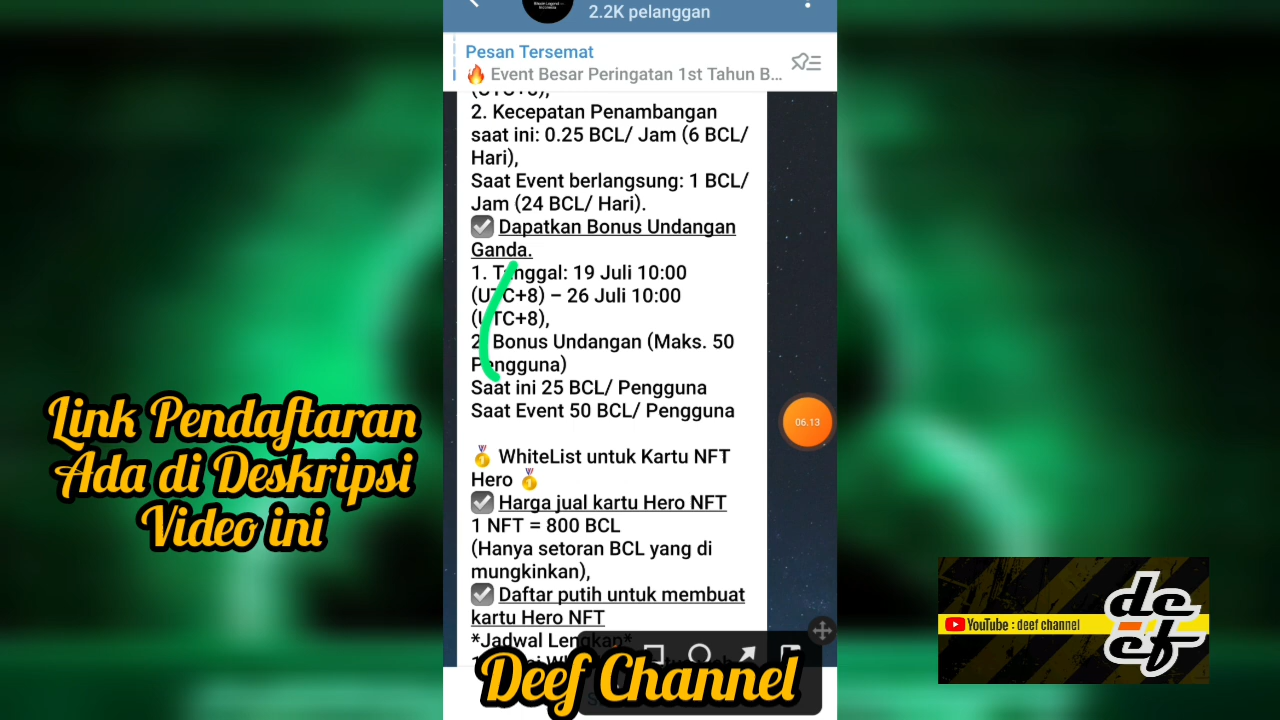 2.2K pelanggan
Pesan Tersemat
🔥 Event Besar Peringatan 1st Tahun B...
(UTC+8),
2. Kecepatan Penambangan
saat ini: 0.25 BCL/ Jam (6 BCL/
Hari),
Saat Event berlangsung: 1 BCL/
Jam (24 BCL/ Hari).
Dapatkan Bonus Undangan
Ganda.
1. Tanggal: 19 Juli 10:00
(UTC+8) – 26 Juli 10:00
(UTC+8),
2. Bonus Undangan (Maks. 50
Pengguna)
Saat ini 25 BCL/ Pengguna
Saat Event 50 BCL/ Pengguna
🏅 WhiteList untuk Kartu NFT
Hero 🏅
Harga jual kartu Hero NFT
1 NFT = 800 BCL
(Hanya setoran BCL yang di
mungkinkan),
Daftar putih untuk membuat
kartu Hero NFT
*Jadwal Lengkap*
06.13
Link Pendaftaran
Ada di Deskripsi
Video ini
Deef Channel
YouTube : deef channel
de
ef